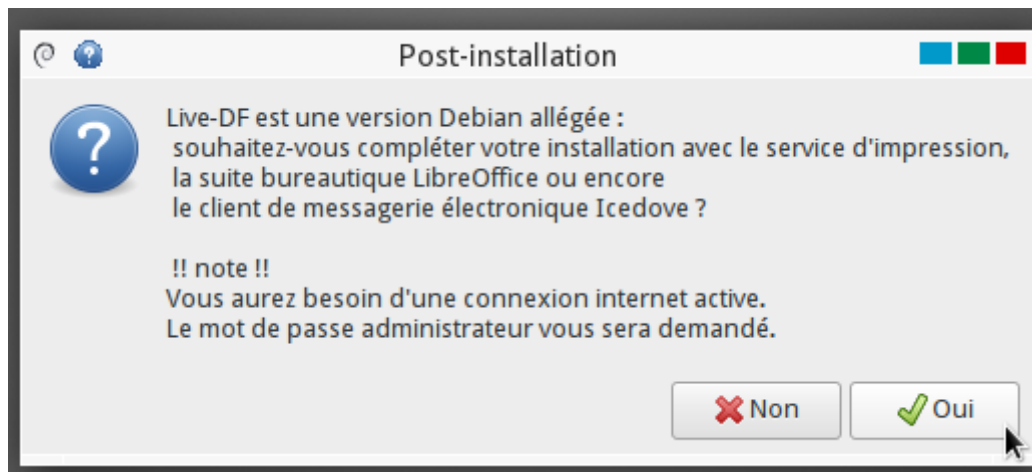 Post-installation
Live-DF est une version Debian allégée :
souhaitez-vous compléter votre installation avec le service d'impression,
la suite bureautique LibreOffice ou encore
le client de messagerie électronique Icedove ?
!! note !!
Vous aurez besoin d'une connexion internet active.
Le mot de passe administrateur vous sera demandé.
Non
Oui